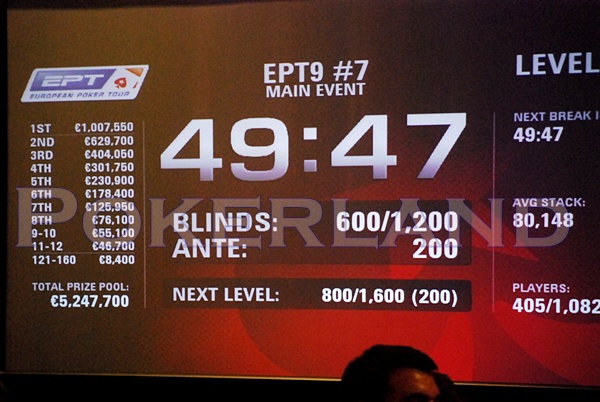 EPT
EUROPEAN POKER TOUR
1ST €1,007,550
2ND €629,700
3RD €404,050
4TH €301,750
5TH €230,900
6TH €178,400
7TH €125,950
8TH €76,100
9-10 €55,100
11-12 €46,700
121-160 €8,400
TOTAL PRIZE POOL:
€5,247,700
EPT9 #7
MAIN EVENT
49:47
BLINDS: 600/1,200
ANTE: 200
NEXT LEVEL: 800/1,600 (200)
LEVEL
NEXT BREAK I
49:47
AVG STACK:
80,148
PLAYERS:
405/1,082
POKERLAND